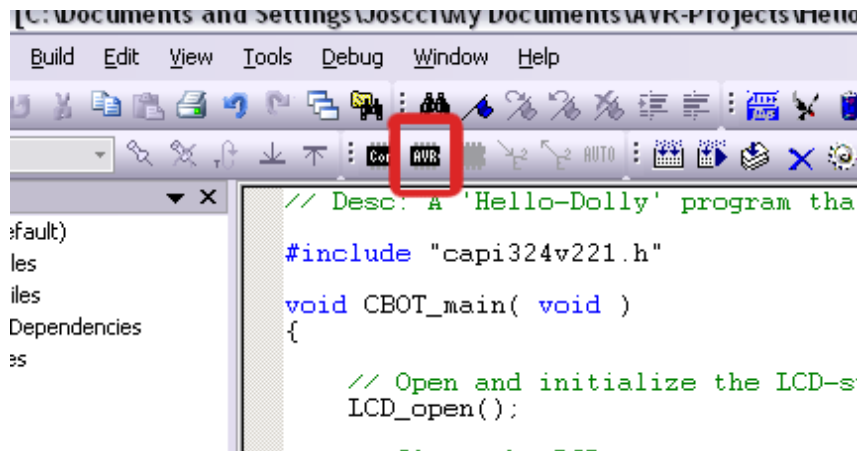 [C:\Documents and Settings\Joscci\My Documents\AVR-Projects\Hello
Build Edit View Tools Debug Window Help
Con AVR AUTO
// Desc: A 'Hello-Dolly' program tha
efault)
#include "capi324v221.h"
les
iles
void CBOT_main( void )
Dependencies
{
es
// Open and initialize the LCD-s
LCD_open();